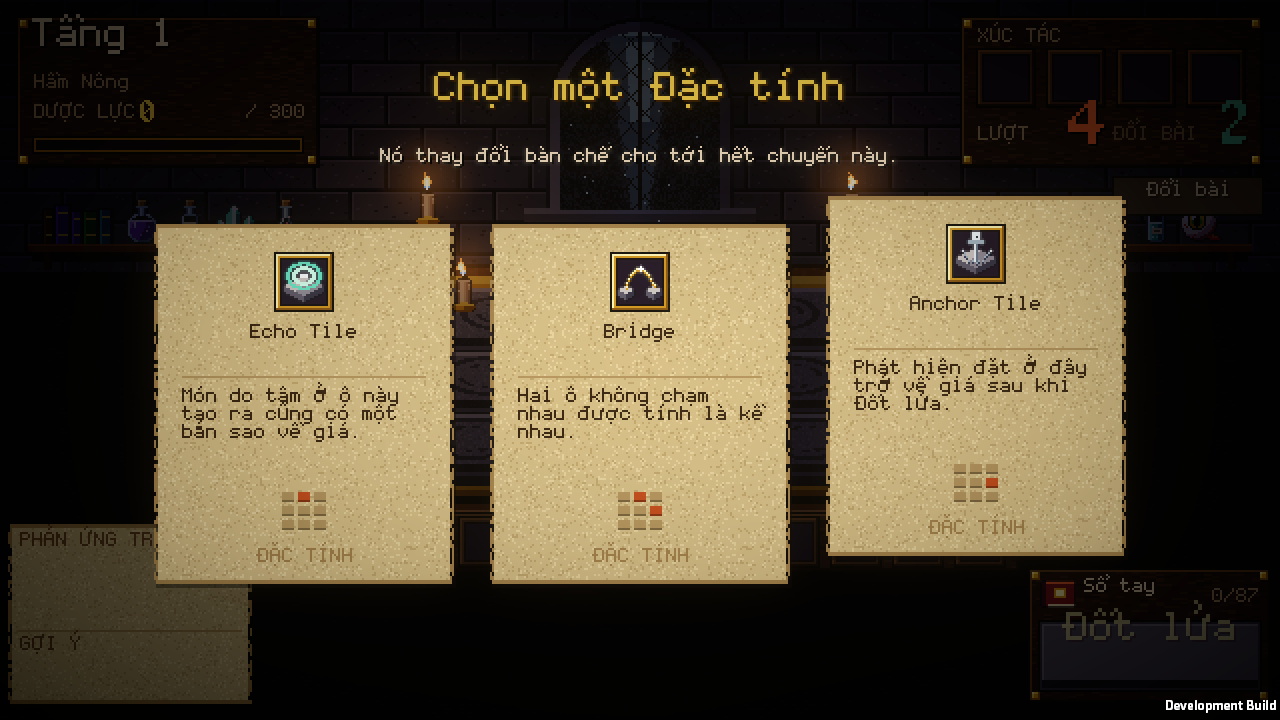 Tầng 1
Hầm Nông
DƯỢC LỰC 0 / 300
Chọn một Đặc tính
Nó thay đổi bàn chế cho tới hết chuyến này.
XÚC TÁC
LƯỢT 4 ĐỔI BÀI 2
Đổi bài
Echo Tile
Món do tâm ở ô này
tạo ra cũng có một
bản sao về giá.
ĐẶC TÍNH
Bridge
Hai ô không chạm
nhau được tính là kề
nhau.
ĐẶC TÍNH
Anchor Tile
Phát hiện đặt ở đây
trở về giá sau khi
Đốt lửa.
ĐẶC TÍNH
PHẢN ỨNG TR
GỢI Ý
Sổ tay
0/87
Đốt lửa
Development Build